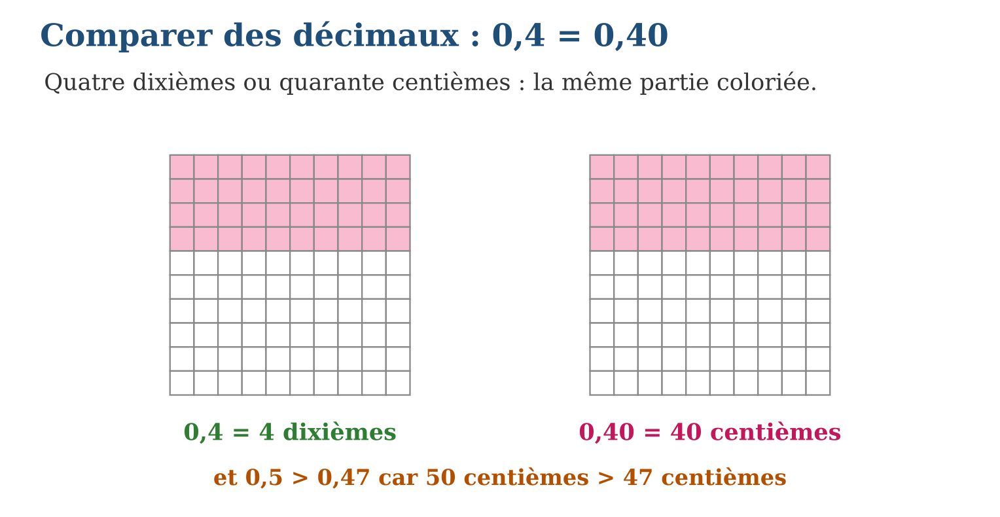 Comparer des décimaux : 0,4 = 0,40
Quatre dixièmes ou quarante centièmes : la même partie coloriée.
0,4 = 4 dixièmes
0,40 = 40 centièmes
et 0,5 > 0,47 car 50 centièmes > 47 centièmes